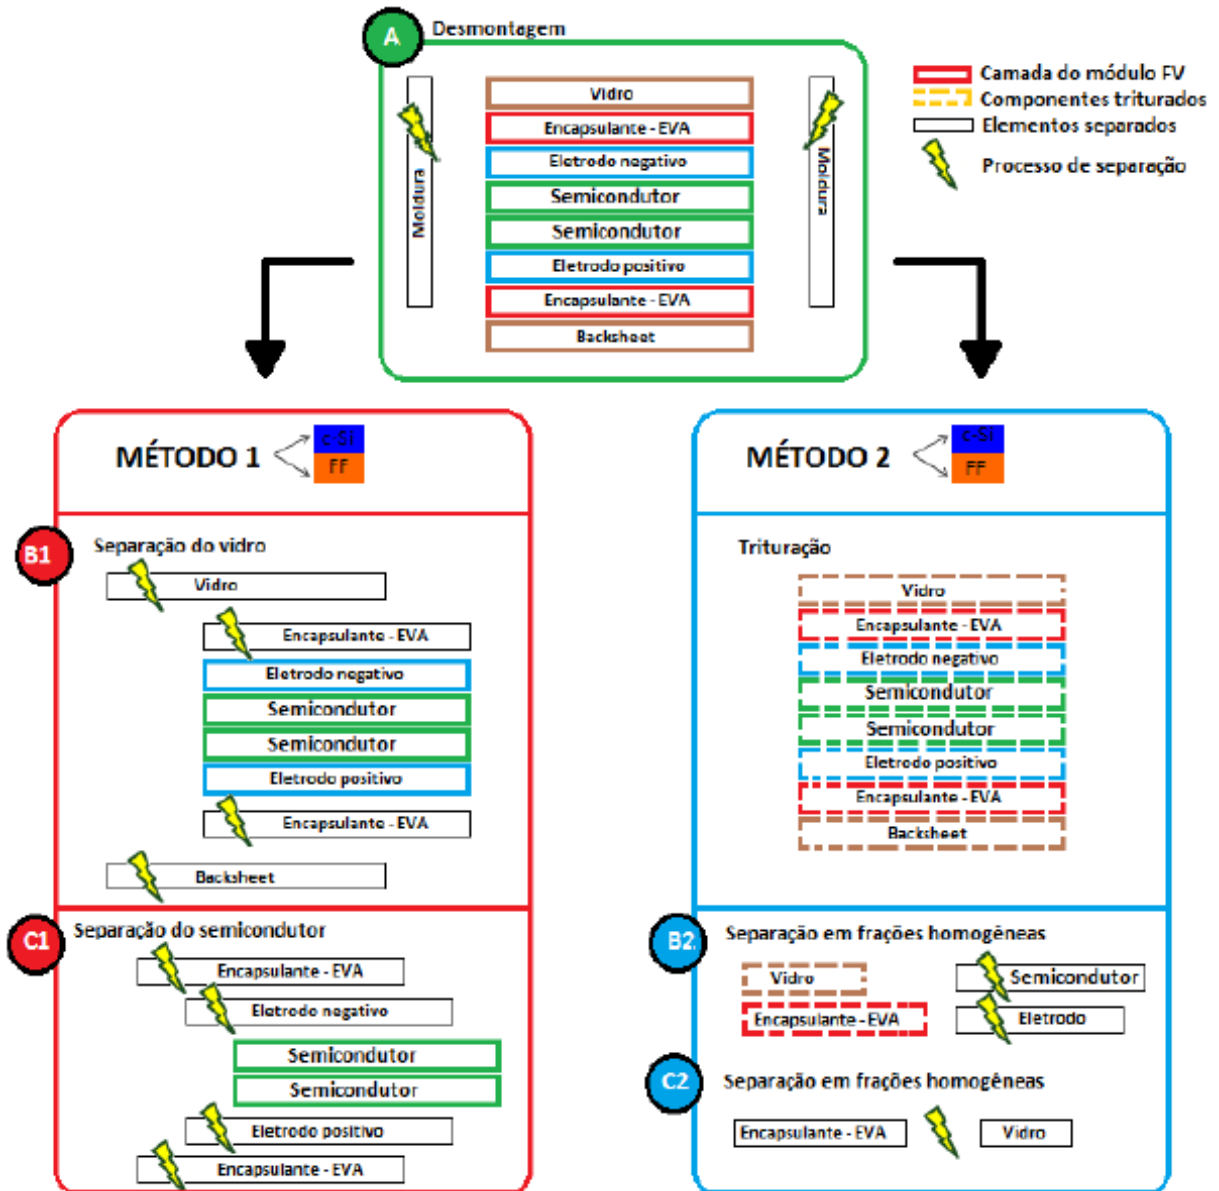 A
Desmontagem
Camada do módulo FV
Componentes triturados
Elementos separados
Processo de separação
Moldura
Vidro
Encapsulante - EVA
Eletrodo negativo
Semicondutor
Semicondutor
Eletrodo positivo
Encapsulante - EVA
Backsheet
Moldura
MÉTODO 1
c-Si
FF
B1
Separação do vidro
Vidro
Encapsulante - EVA
Eletrodo negativo
Semicondutor
Semicondutor
Eletrodo positivo
Encapsulante - EVA
Backsheet
C1
Separação do semicondutor
Encapsulante - EVA
Eletrodo negativo
Semicondutor
Semicondutor
Eletrodo positivo
Encapsulante - EVA
MÉTODO 2
c-Si
FF
Trituração
Vidro
Encapsulante - EVA
Eletrodo negativo
Semicondutor
Semicondutor
Eletrodo positivo
Encapsulante - EVA
Backsheet
B2
Separação em frações homogêneas
Vidro
Semicondutor
Encapsulante - EVA
Eletrodo
C2
Separação em frações homogêneas
Encapsulante - EVA
Vidro